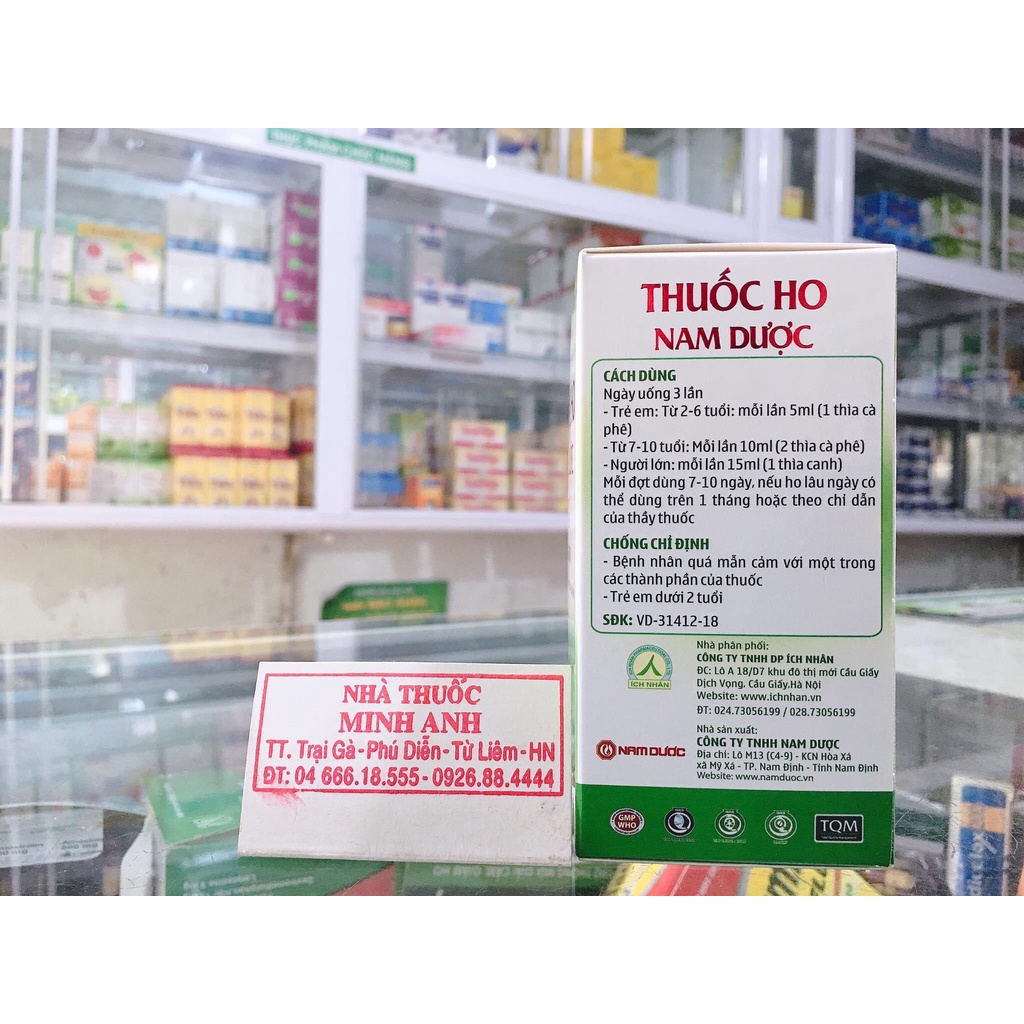 THỰC PHẨM CHỨC NĂNG
THUỐC HO
NAM DƯỢC
CÁCH DÙNG
Ngày uống 3 lần
- Trẻ em: Từ 2-6 tuổi: mỗi lần 5ml (1 thìa cà
phê)
- Từ 7-10 tuổi: Mỗi lần 10ml (2 thìa cà phê)
- Người lớn: mỗi lần 15ml (1 thìa canh)
Mỗi đợt dùng 7-10 ngày, nếu ho lâu ngày có
thể dùng trên 1 tháng hoặc theo chỉ dẫn
của thầy thuốc
CHỐNG CHỈ ĐỊNH
- Bệnh nhân quá mẫn cảm với một trong
các thành phần của thuốc
- Trẻ em dưới 2 tuổi
SĐK: VD-31412-18
ÍCH NHÂN
Nhà phân phối:
CÔNG TY TNHH DP ÍCH NHÂN
ĐC: Lô A 18/D7 khu đô thị mới Cầu Giấy
Dịch Vọng, Cầu Giấy,Hà Nội
Website: www.ichnhan.vn
ĐT: 024.73056199 / 028.73056199
NAM DƯỢC
Nhà sản xuất:
CÔNG TY TNHH NAM DƯỢC
Địa chỉ: Lô M13 (C4-9) - KCN Hòa Xá
xã Mỹ Xá - TP. Nam Định - Tỉnh Nam Định
Website: www.namduoc.vn
GMP
WHO
TQM
NHÀ THUỐC
MINH ANH
TT. Trại Gà - Phú Diễn - Từ Liêm - HN
ĐT: 04 666.18.555 - 0926.88.4444